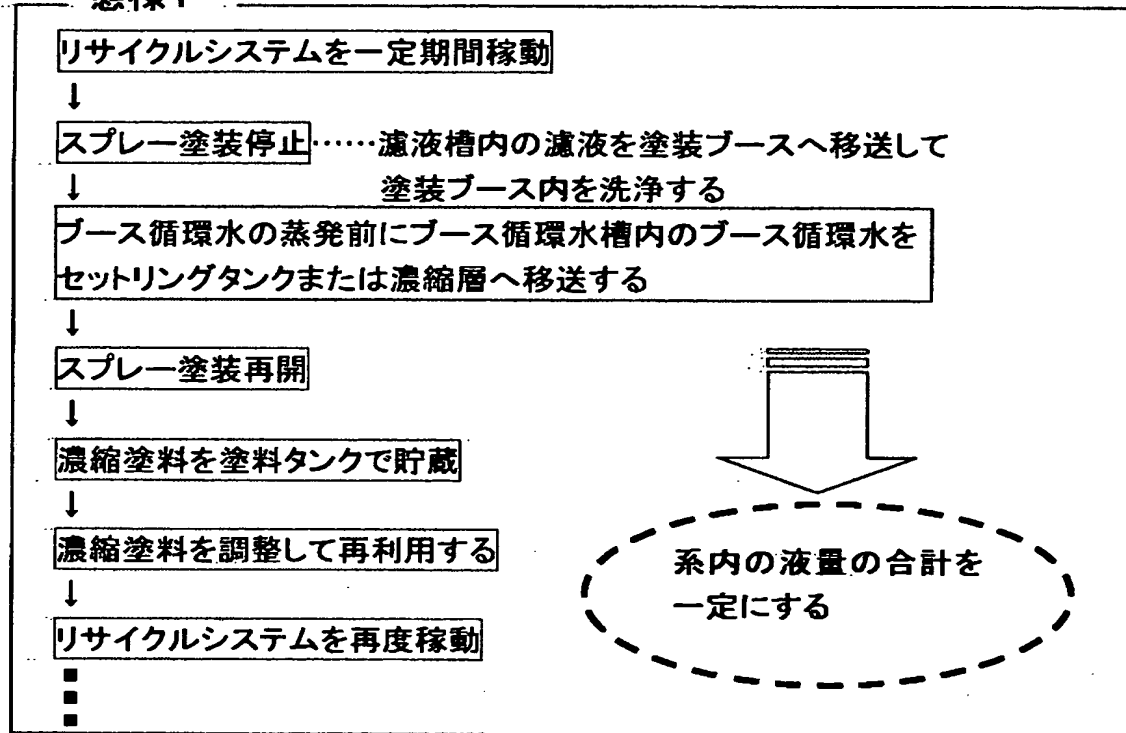 リサイクルシステムを一定期間稼動
↓
スプレー塗装停止……濾液槽内の濾液を塗装ブースへ移送して
塗装ブース内を洗浄する
↓
ブース循環水の蒸発前にブース循環水槽内のブース循環水を
セットリングタンクまたは濃縮層へ移送する
↓
スプレー塗装再開
↓
濃縮塗料を塗料タンクで貯蔵
↓
濃縮塗料を調整して再利用する
↓
リサイクルシステムを再度稼動
系内の液量の合計を
一定にする